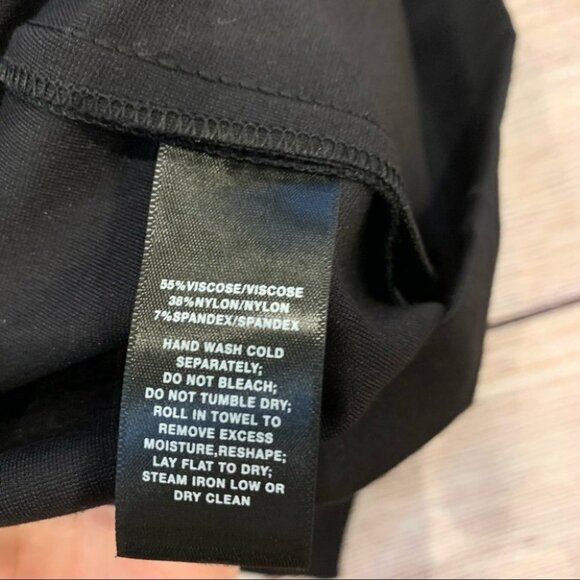 55%VISCOSE/VISCOSE
38%NYLON/NYLON
7%SPANDEX/SPANDEX
HAND WASH COLD
SEPARATELY;
DO NOT BLEACH;
DO NOT TUMBLE DRY;
ROLL IN TOWEL TO
REMOVE EXCESS
MOISTURE,RESHAPE;
LAY FLAT TO DRY;
STEAM IRON LOW OR
DRY CLEAN